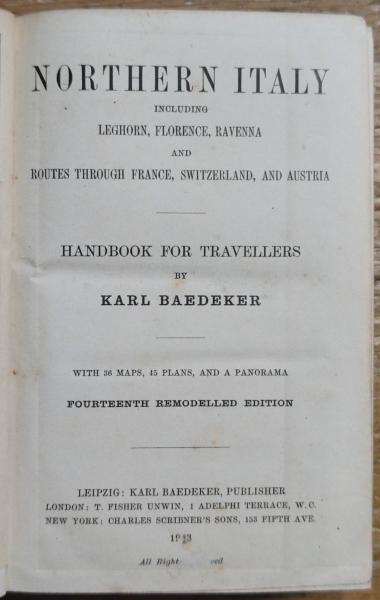 NORTHERN ITALY
INCLUDING
LEGHORN, FLORENCE, RAVENNA
AND
ROUTES THROUGH FRANCE, SWITZERLAND, AND AUSTRIA
HANDBOOK FOR TRAVELLERS
BY
KARL BAEDEKER
WITH 36 MAPS, 45 PLANS, AND A PANORAMA
FOURTEENTH REMODELLED EDITION
LEIPZIG: KARL BAEDEKER, PUBLISHER
LONDON: T. FISHER UNWIN, 1 ADELPHI TERRACE, W.C.
NEW YORK: CHARLES SCRIBNER'S SONS, 153 FIFTH AVE.
1913
All Right